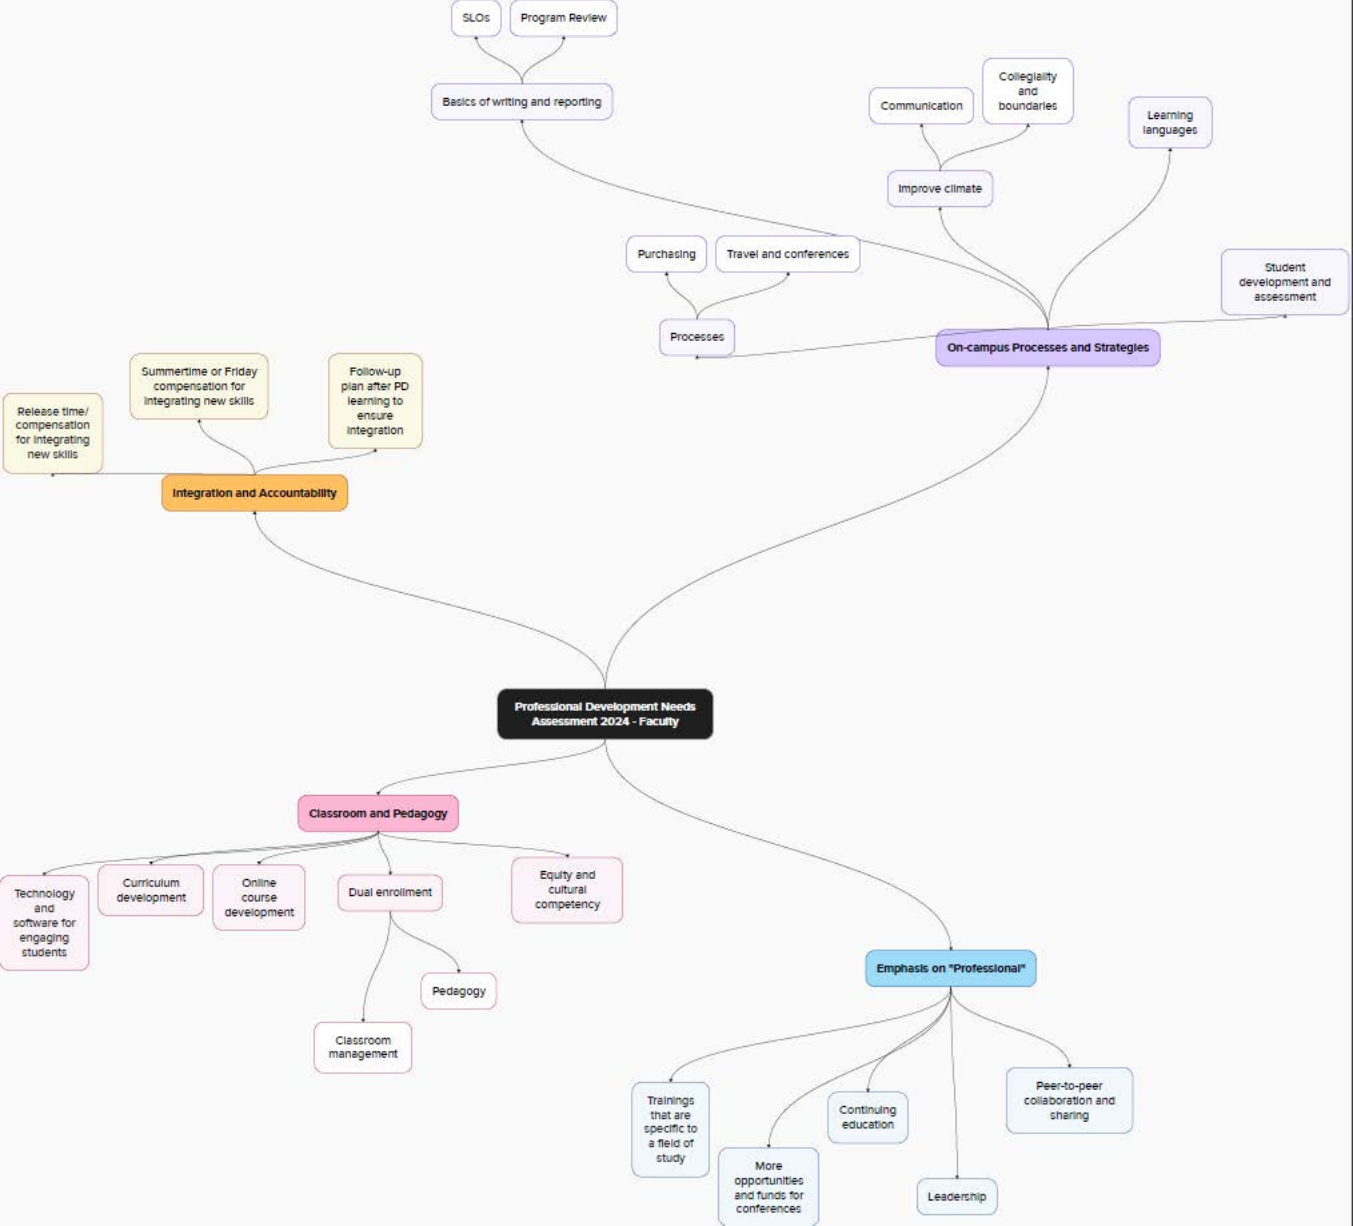 SLOs
Program Review
Basics of writing and reporting
Collegiality
and
boundaries
Communication
Learning
languages
Improve climate
Purchasing
Travel and conferences
Student
development and
assessment
Processes
On-campus Processes and Strategies
Summertime or Friday
compensation for
integrating new skills
Follow-up
plan after PD
learning to
ensure
integration
Release time/
compensation
for integrating
new skills
Integration and Accountability
Professional Development Needs
Assessment 2024 - Faculty
Classroom and Pedagogy
Technology
and
software for
engaging
students
Curriculum
development
Online
course
development
Dual enrollment
Equity and
cultural
competency
Pedagogy
Classroom
management
Emphasis on "Professional"
Trainings
that are
specific to
a field of
study
More
opportunities
and funds for
conferences
Continuing
education
Leadership
Peer-to-peer
collaboration and
sharing